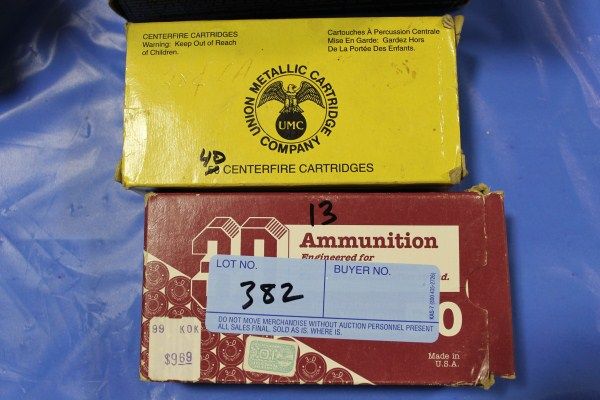 CENTERFIRE CARTRIDGES
Warning: Keep Out of Reach
of Children.
Cartouches À Percussion Centrale
Mise En Garde: Gardez Hors
De La Portée Des Enfants.
UNION METALLIC CARTRIDGE
UMC
COMPANY
40
CENTERFIRE CARTRIDGES
13
Ammunition
Engineered for
LOT NO.
382
BUYER NO.
DO NOT MOVE MERCHANDISE WITHOUT AUCTION PERSONNEL PRESENT
ALL SALES FINAL. SOLD AS IS. WHERE IS.
d.
0
99 KOK
$9.69
Made in
U.S.A.